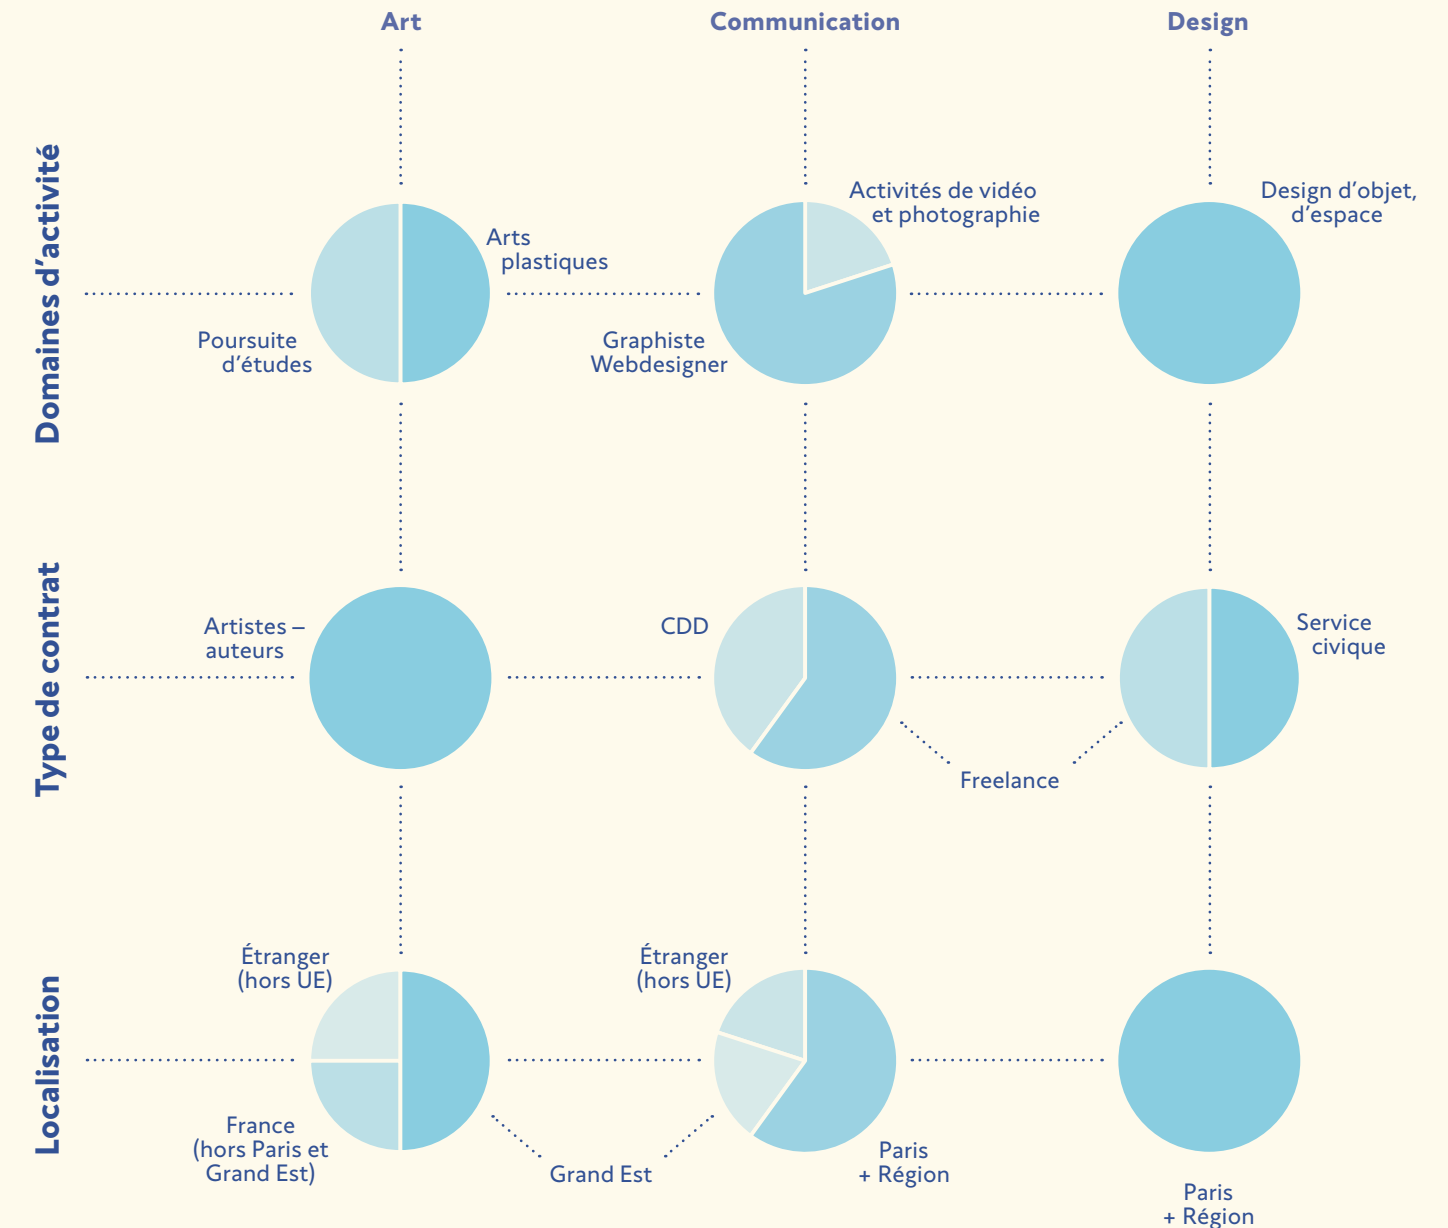 Art
Communication
Design
Domaines d’activité
Arts
plastiques
Poursuite
d’études
Activités de vidéo
et photographie
Graphiste
Webdesigner
Design d’objet,
d’espace
Type de contrat
Artistes –
auteurs
CDD
Service
civique
Freelance
Localisation
Étranger
(hors UE)
France
(hors Paris et
Grand Est)
Grand Est
Étranger
(hors UE)
Paris
+ Région
Paris
+ Région